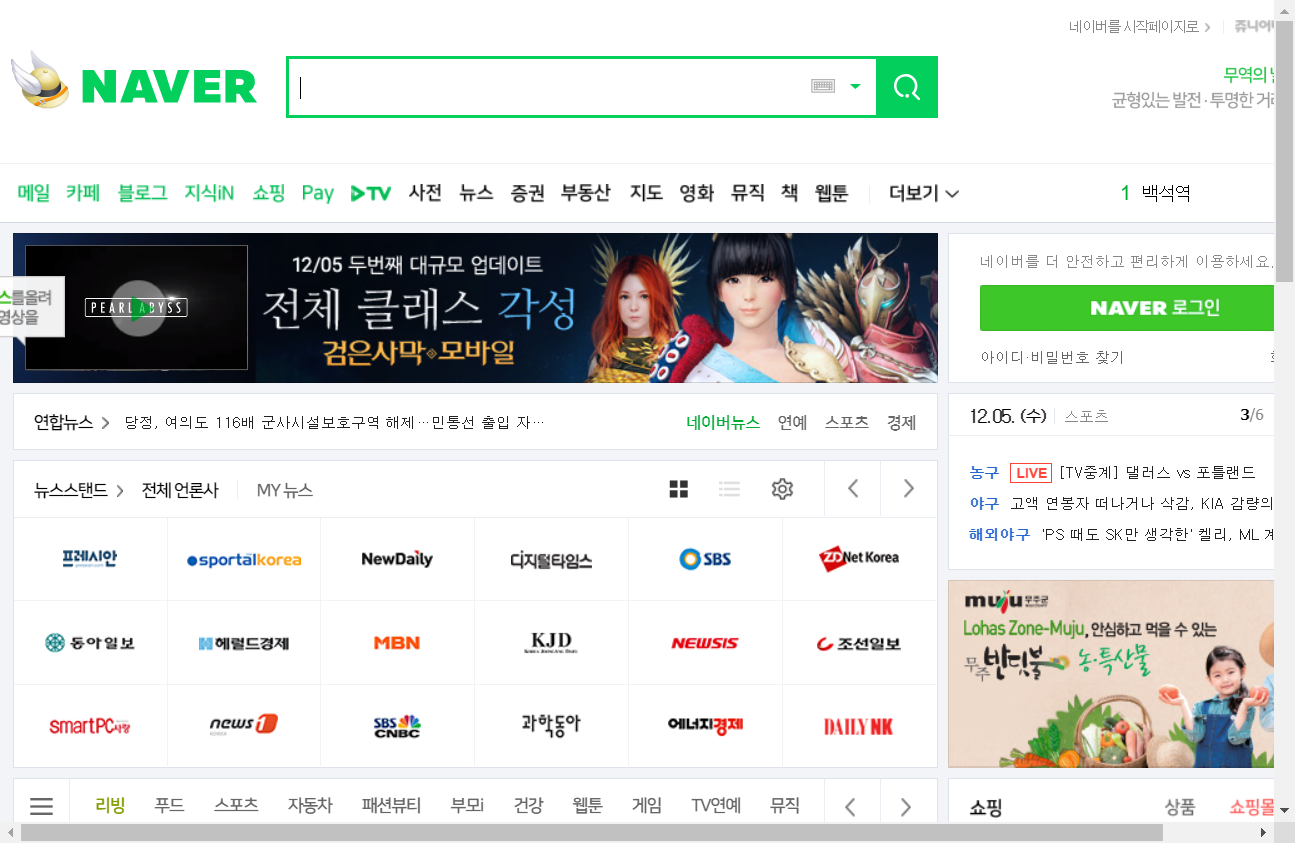 네이버를 시작페이지로
NAVER
무역의
균형있는 발전·투명한
메일 카페 블로그 지식iN 쇼핑 Pay TV 사전 뉴스 증권 부동산 지도 영화 뮤직 책 웹툰 더보기
1 백석역
스를올려
영상을
PEARL ABYSS
12/05 두번째 대규모 업데이트
전체 클래스 각성
검은사막 모바일
네이버를 더 안전하고 편리하게 이용하세요.
NAVER 로그인
아이디·비밀번호 찾기
연합뉴스 당정, 여의도 116배 군사시설보호구역 해제…민통선 출입 자…
네이버뉴스 연예 스포츠 경제
12.05. (수) 스포츠 3/6
농구 LIVE [TV중계] 댈러스 vs 포틀랜드
야구 고액 연봉자 떠나거나 삭감, KIA 감량의
해외야구 'PS 때도 SK만 생각한' 켈리, ML
뉴스스탠드 전체 언론사 MY 뉴스
프레시안 sportalkorea NewDaily 디지털타임스 SBS ZDNet Korea
동아일보 헤럴드경제 MBN KJD NEWSIS 조선일보
smartPC사랑 news1 SBS CNBC 과학동아 에너지경제 DAILY NK
muju 무주군
Lohas Zone-Muju, 안심하고 먹을 수 있는
무주 반딧불 농·특산물
리빙 푸드 스포츠 자동차 패션뷰티 부모i 건강 웹툰 게임 TV연예 뮤직
쇼핑 상품 쇼핑몰